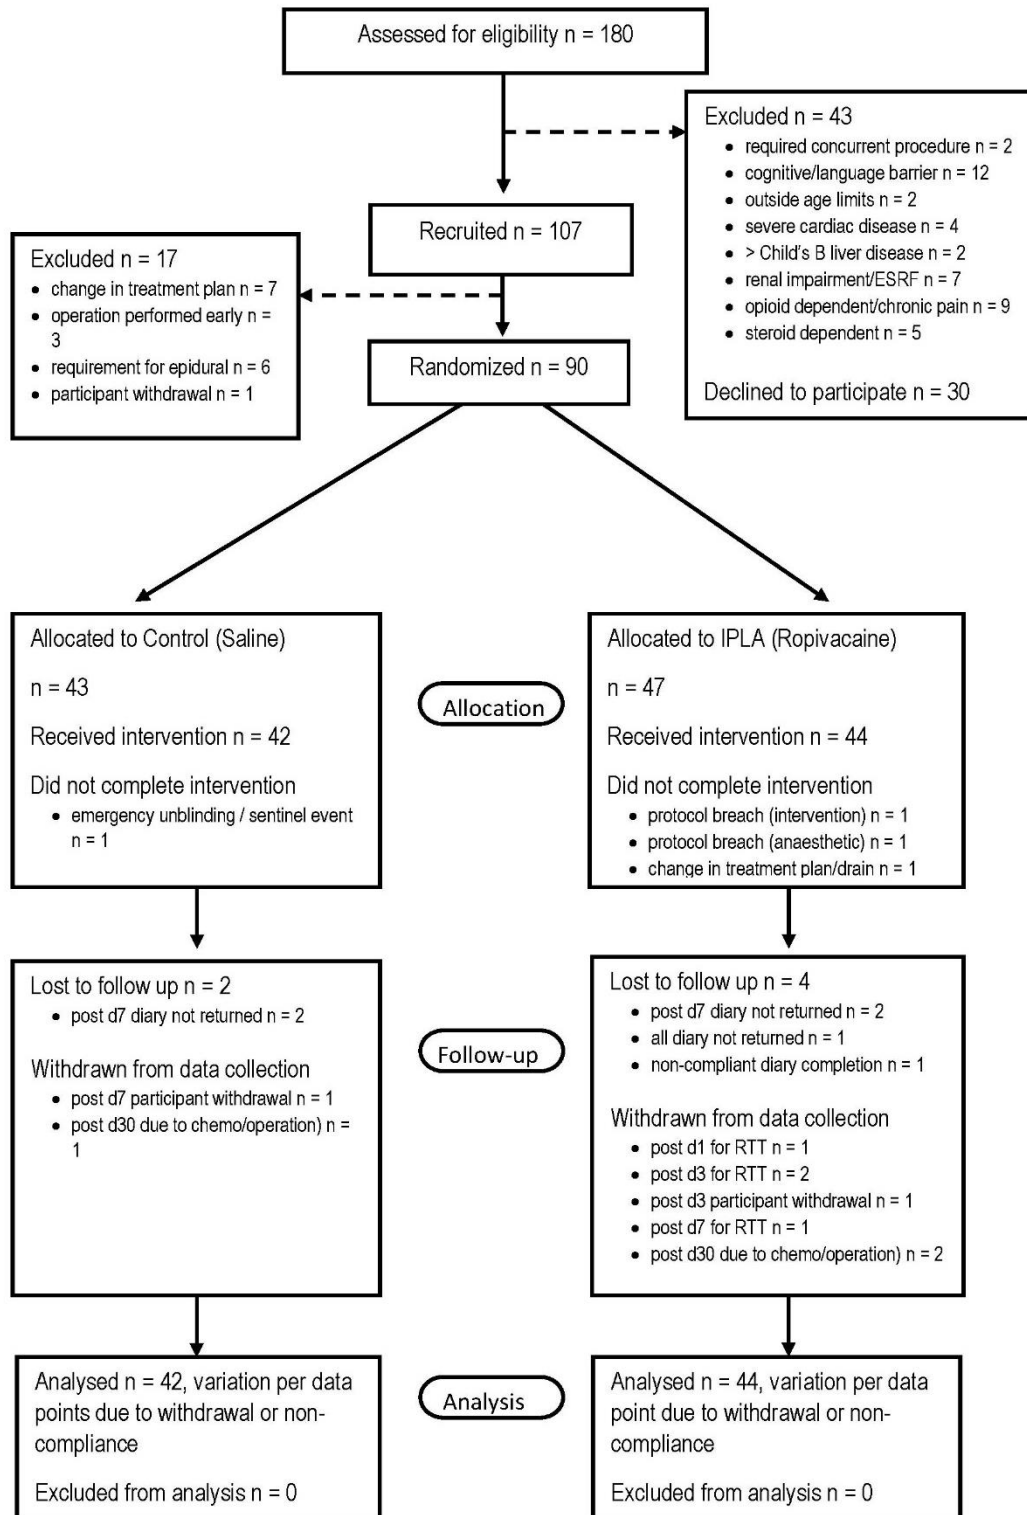 Assessed for eligibility n = 180
Excluded n = 43
• required concurrent procedure n = 2
• cognitive/language barrier n = 12
• outside age limits n = 2
• severe cardiac disease n = 4
• > Child's B liver disease n = 2
• renal impairment/ESRF n = 7
• opioid dependent/chronic pain n = 9
• steroid dependent n = 5
Declined to participate n = 30
Recruited n = 107
Excluded n = 17
• change in treatment plan n = 7
• operation performed early n =
3
• requirement for epidural n = 6
• participant withdrawal n = 1
Randomized n = 90
Allocated to Control (Saline)
n = 43
Received intervention n = 42
Did not complete intervention
• emergency unblinding / sentinel event
n = 1
Allocation
Allocated to IPLA (Ropivacaine)
n = 47
Received intervention n = 44
Did not complete intervention
• protocol breach (intervention) n = 1
• protocol breach (anaesthetic) n = 1
• change in treatment plan/drain n = 1
Lost to follow up n = 2
• post d7 diary not returned n = 2
Withdrawn from data collection
• post d7 participant withdrawal n = 1
• post d30 due to chemo/operation) n =
1
Follow-up
Lost to follow up n = 4
• post d7 diary not returned n = 2
• all diary not returned n = 1
• non-compliant diary completion n = 1
Withdrawn from data collection
• post d1 for RTT n = 1
• post d3 for RTT n = 2
• post d3 participant withdrawal n = 1
• post d7 for RTT n = 1
• post d30 due to chemo/operation) n = 2
Analysed n = 42, variation per data
points due to withdrawal or non-
compliance
Excluded from analysis n = 0
Analysis
Analysed n = 44, variation per data
point due to withdrawal or non-
compliance
Excluded from analysis n = 0